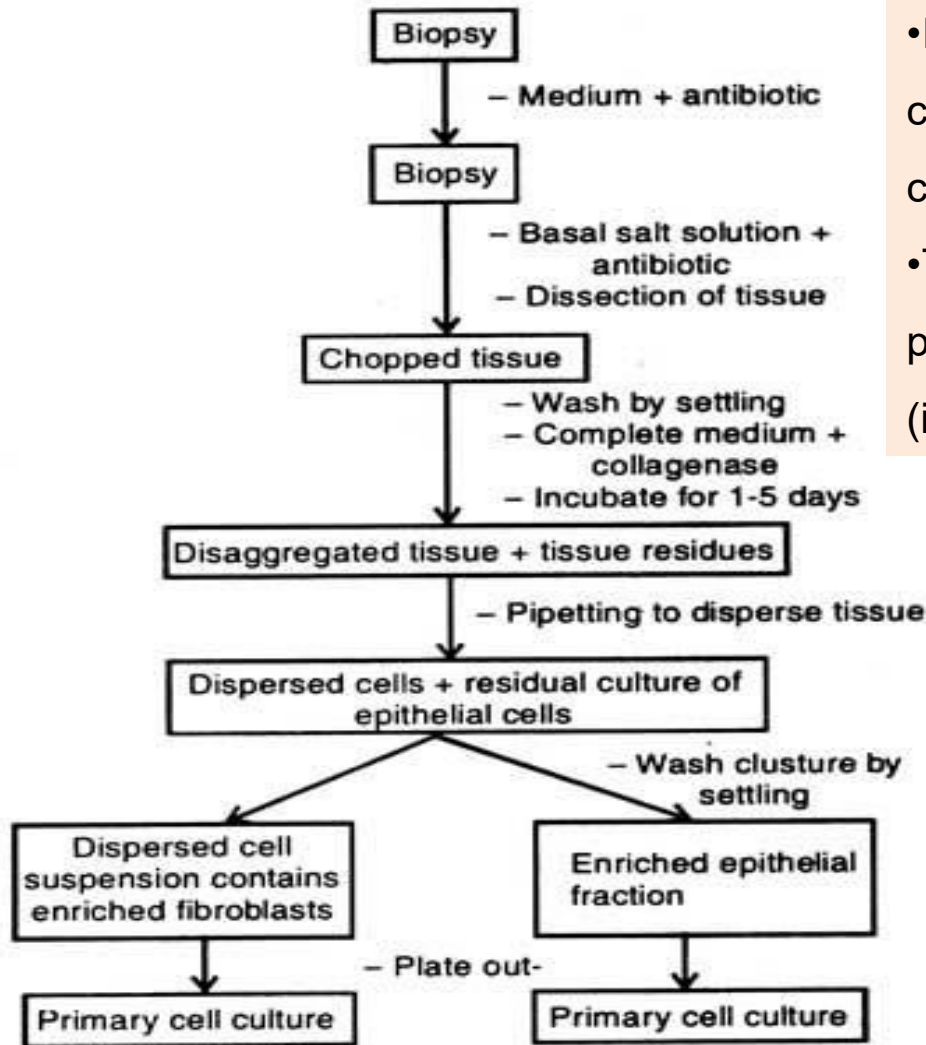 Biopsy
– Medium + antibiotic
Biopsy
– Basal salt solution +
antibiotic
– Dissection of tissue
Chopped tissue
– Wash by settling
– Complete medium +
collagenase
– Incubate for 1-5 days
Disaggregated tissue + tissue residues
– Pipetting to disperse tissue
Dispersed cells + residual culture of
epithelial cells
– Wash clusture by
settling
Dispersed cell
suspension contains
enriched fibroblasts
Enriched epithelial
fraction
– Plate out-
Primary cell culture
Primary cell culture